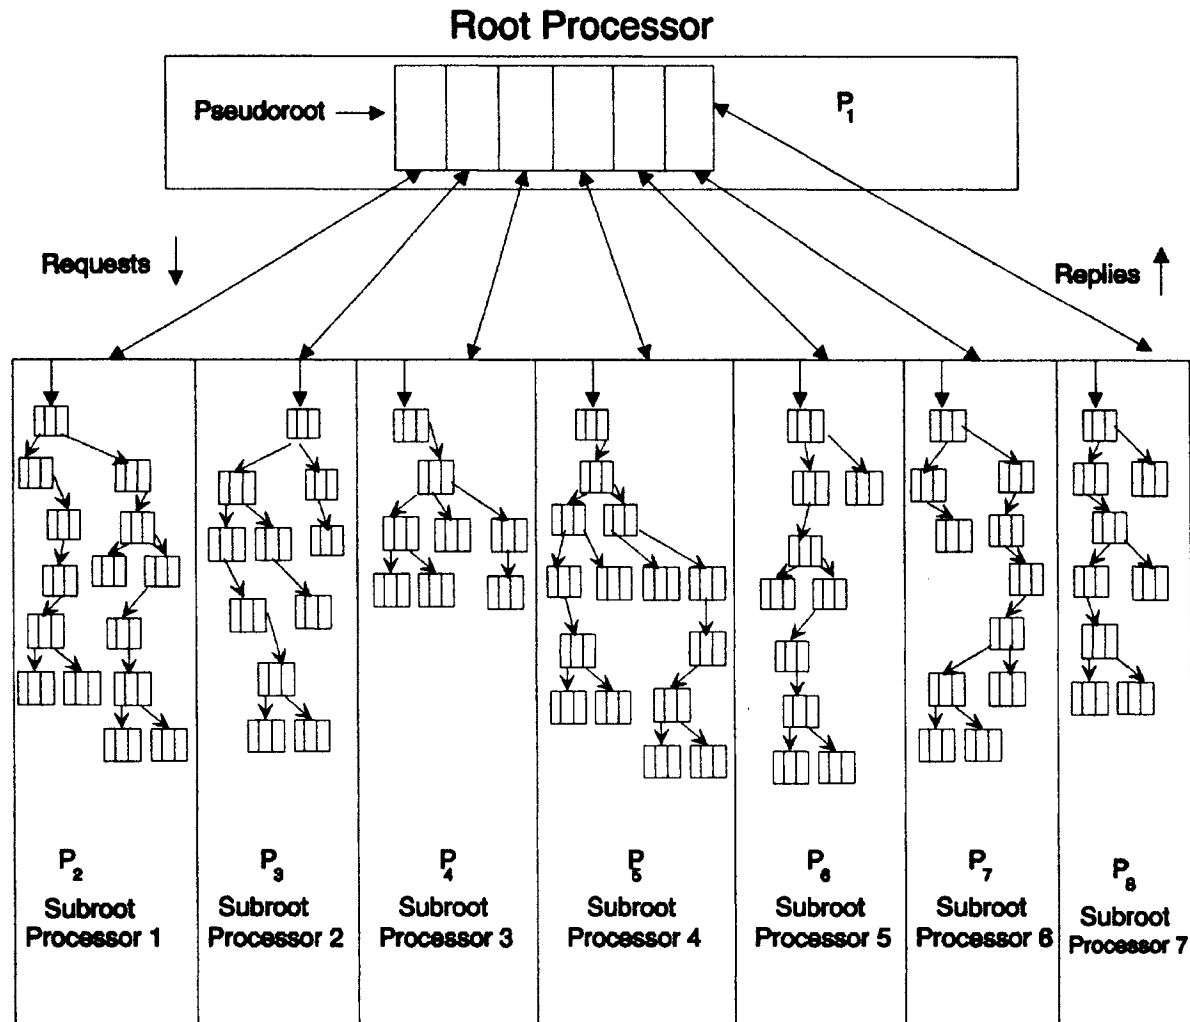 Root Processor
Pseudoroot
P1
Requests
Replies
P2
Subroot
Processor 1
P3
Subroot
Processor 2
P4
Subroot
Processor 3
P5
Subroot
Processor 4
P6
Subroot
Processor 5
P7
Subroot
Processor 6
P8
Subroot
Processor 7